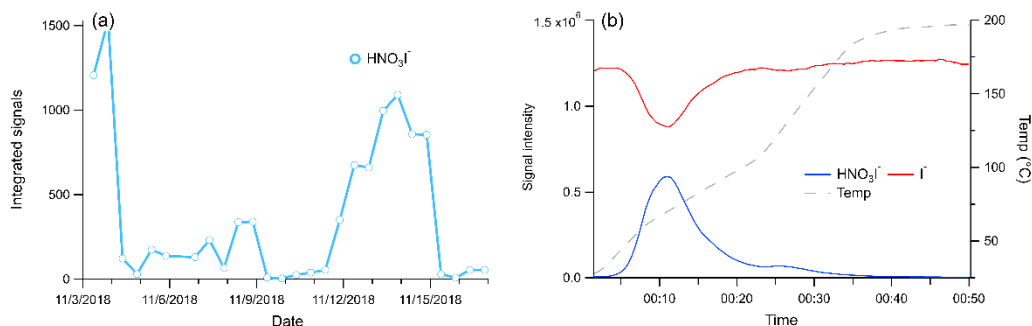 (a)
HNO₃I⁻
Integrated signals
1500
1000
500
0
11/3/2018 11/6/2018 11/9/2018 11/12/2018 11/15/2018
Date
(b)
1.5 x10⁶
1.0
0.5
0.0
Signal intensity
HNO₃I⁻ I⁻
Temp
200
150
100
50
Temp (°C)
00:10 00:20 00:30 00:40 00:50
Time